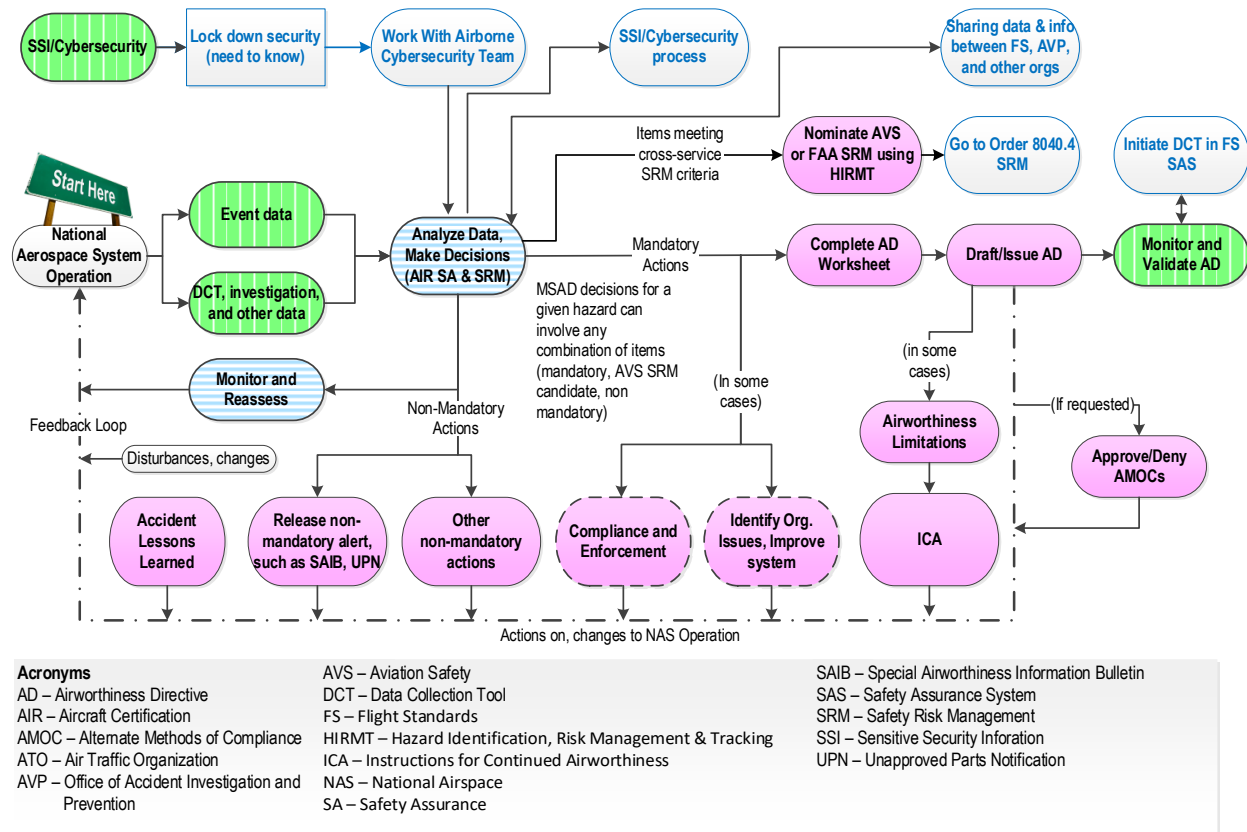 SSI/Cybersecurity
Lock down security
(need to know)
Work With Airborne
Cybersecurity Team
SSI/Cybersecurity
process
Sharing data & info
between FS, AVP,
and other orgs
Items meeting
cross-service
SRM criteria
Nominate AVS
or FAA SRM using
HIRMT
Go to Order 8040.4
SRM
Initiate DCT in FS
SAS
Start Here
National
Aerospace System
Operation
Event data
DCT, investigation,
and other data
Analyze Data,
Make Decisions
(AIR SA & SRM)
Mandatory
Actions
Complete AD
Worksheet
Draft/Issue AD
Monitor and
Validate AD
MSAD decisions for a
given hazard can
involve any
combination of items
(mandatory, AVS SRM
candidate, non
mandatory)
Monitor and
Reassess
Non-Mandatory
Actions
(In some
cases)
(in some
cases)
Airworthiness
Limitations
(If requested)
Approve/Deny
AMOCs
Feedback Loop
Disturbances, changes
Accident
Lessons
Learned
Release non-
mandatory alert,
such as SAIB, UPN
Other
non-mandatory
actions
Compliance and
Enforcement
Identify Org.
Issues, Improve
system
ICA
Actions on, changes to NAS Operation
Acronyms
AD – Airworthiness Directive
AIR – Aircraft Certification
AMOC – Alternate Methods of Compliance
ATO – Air Traffic Organization
AVP – Office of Accident Investigation and
Prevention
AVS – Aviation Safety
DCT – Data Collection Tool
FS – Flight Standards
HIRMT – Hazard Identification, Risk Management & Tracking
ICA – Instructions for Continued Airworthiness
NAS – National Airspace
SA – Safety Assurance
SAIB – Special Airworthiness Information Bulletin
SAS – Safety Assurance System
SRM – Safety Risk Management
SSI – Sensitive Security Inforation
UPN – Unapproved Parts Notification